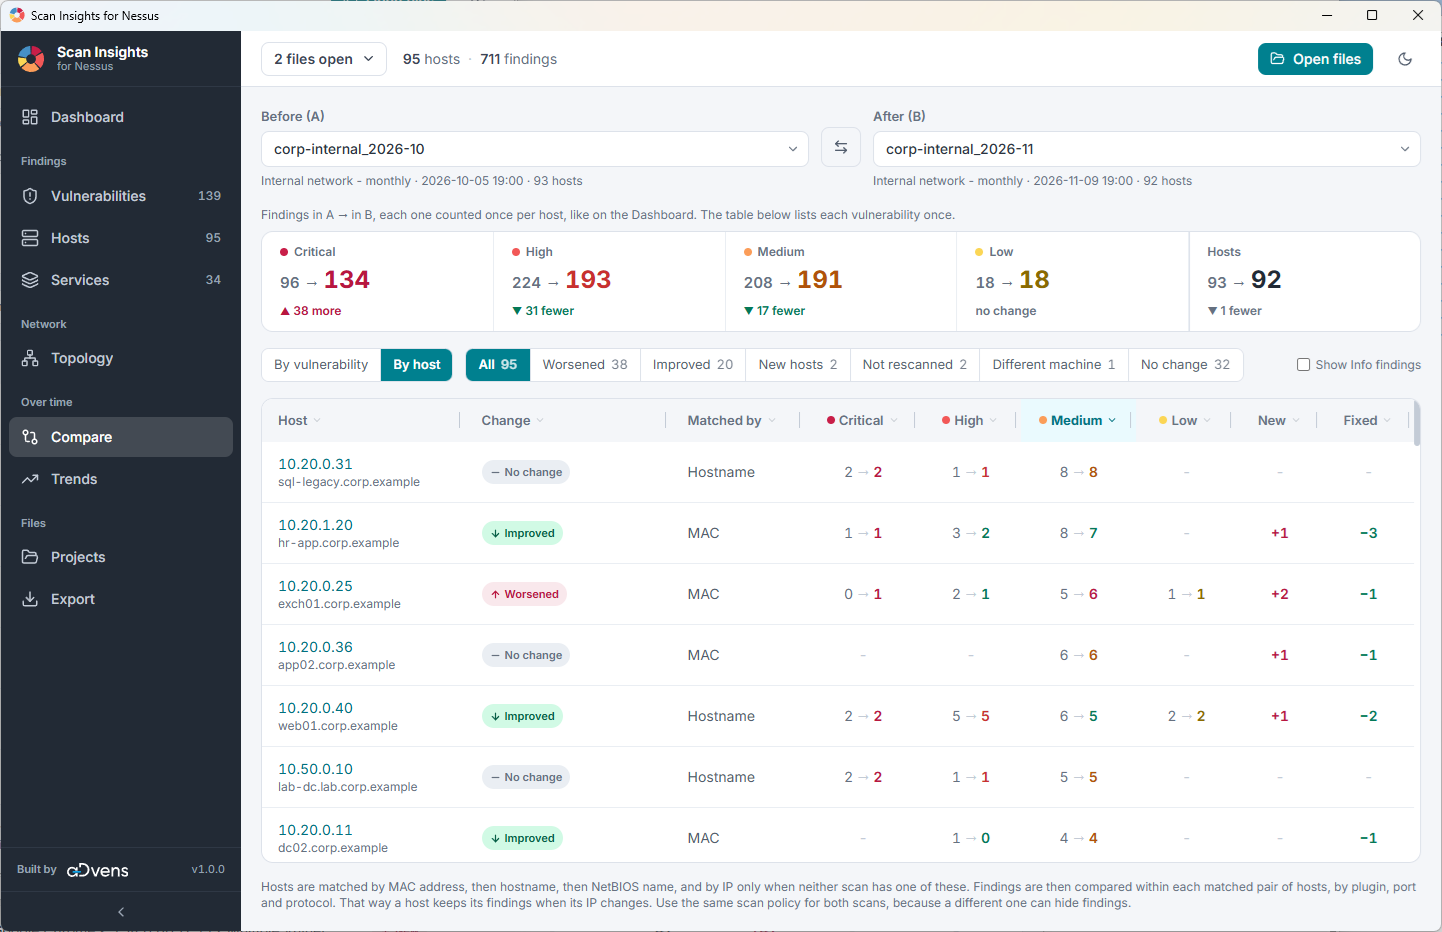 Scan Insights for Nessus
Scan Insights
for Nessus
Dashboard
Findings
Vulnerabilities 139
Hosts 95
Services 34
Network
Topology
Over time
Compare
Trends
Files
Projects
Export
Built by advens v1.0.0
2 files open 95 hosts · 711 findings Open files
Before (A)
corp-internal_2026-10
Internal network - monthly · 2026-10-05 19:00 · 93 hosts
After (B)
corp-internal_2026-11
Internal network - monthly · 2026-11-09 19:00 · 92 hosts
Findings in A → in B, each one counted once per host, like on the Dashboard. The table below lists each vulnerability once.
Critical
96 → 134
▲ 38 more
High
224 → 193
▼ 31 fewer
Medium
208 → 191
▼ 17 fewer
Low
18 → 18
no change
Hosts
93 → 92
▼ 1 fewer
By vulnerability By host All 95 Worsened 38 Improved 20 New hosts 2 Not rescanned 2 Different machine 1 No change 32 Show Info findings
Host Change Matched by Critical High Medium Low New Fixed
10.20.0.31
sql-legacy.corp.example
– No change Hostname 2 → 2 1 → 1 8 → 8 - - -
10.20.1.20
hr-app.corp.example
↓ Improved MAC 1 → 1 3 → 2 8 → 7 - +1 −3
10.20.0.25
exch01.corp.example
↑ Worsened MAC 0 → 1 2 → 1 5 → 6 1 → 1 +2 −1
10.20.0.36
app02.corp.example
– No change MAC - - 6 → 6 - +1 −1
10.20.0.40
web01.corp.example
↓ Improved Hostname 2 → 2 5 → 5 6 → 5 2 → 2 +1 −2
10.50.0.10
lab-dc.lab.corp.example
– No change Hostname 2 → 2 1 → 1 5 → 5 - - -
10.20.0.11
dc02.corp.example
↓ Improved MAC - 1 → 0 4 → 4 - - −1
Hosts are matched by MAC address, then hostname, then NetBIOS name, and by IP only when neither scan has one of these. Findings are then compared within each matched pair of hosts, by plugin, port
and protocol. That way a host keeps its findings when its IP changes. Use the same scan policy for both scans, because a different one can hide findings.